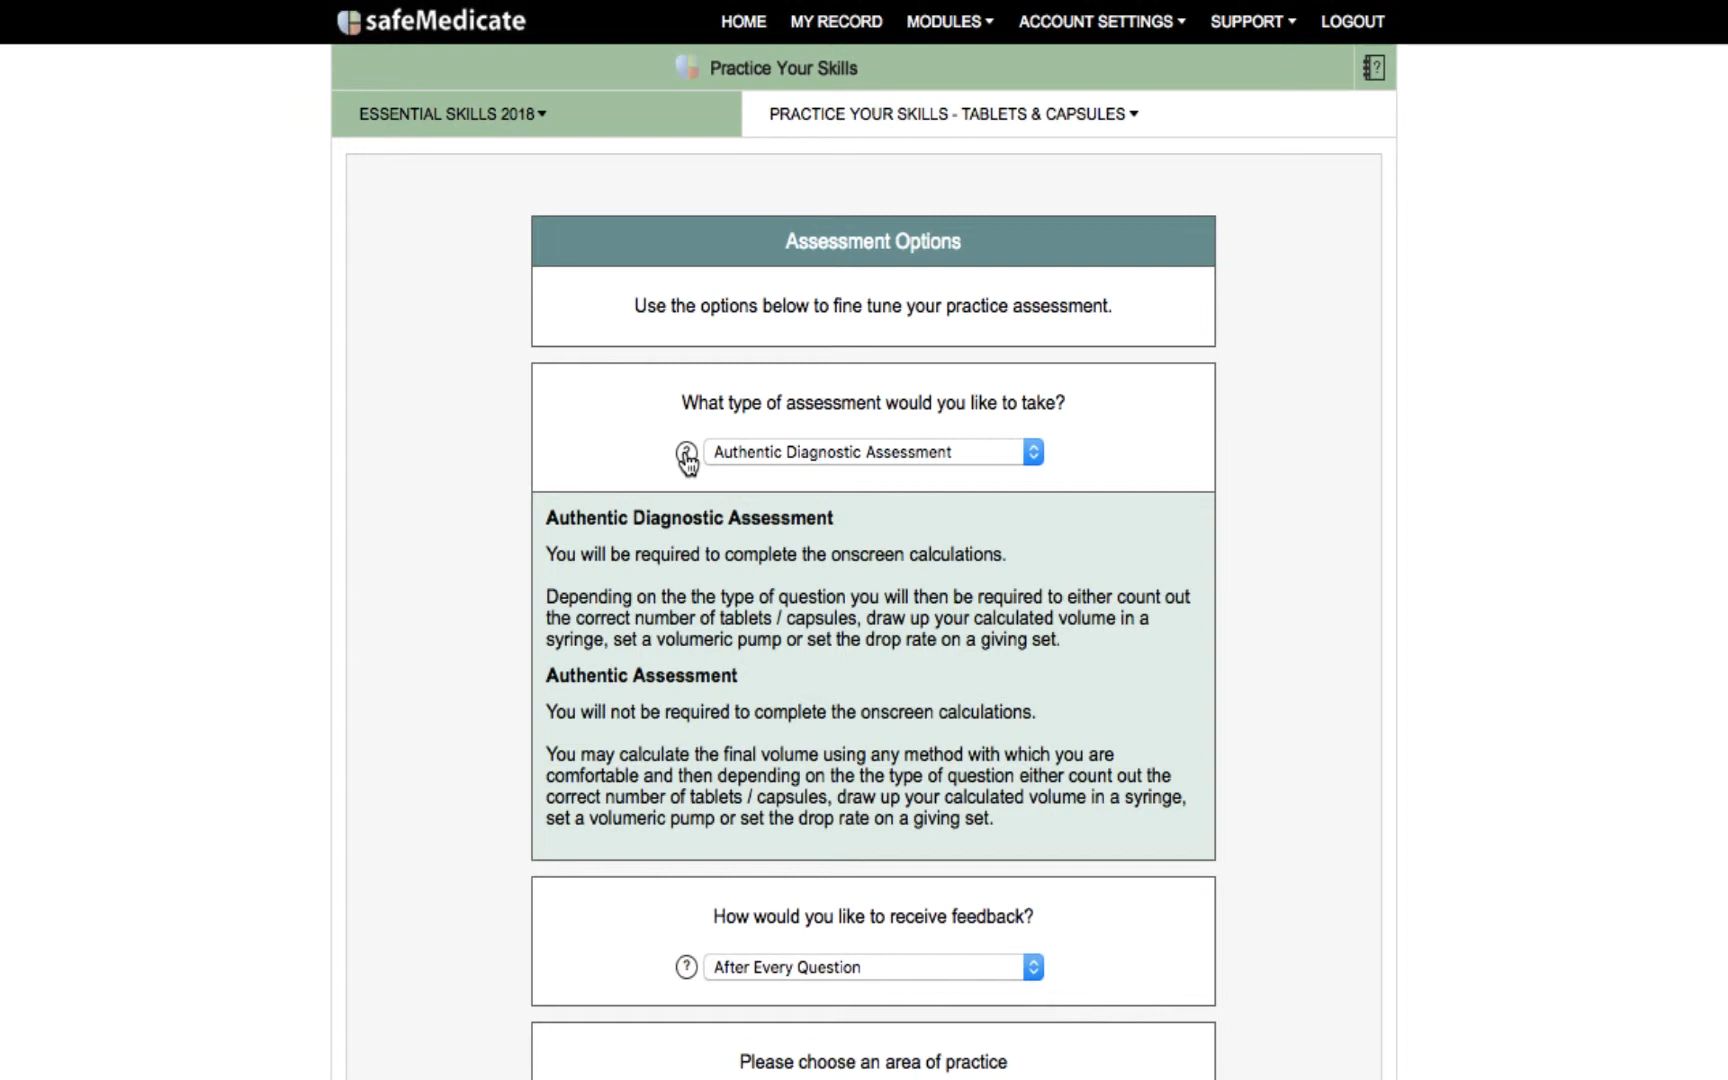 safeMedicate
HOME MY RECORD MODULES ACCOUNT SETTINGS SUPPORT LOGOUT
Practice Your Skills
?
ESSENTIAL SKILLS 2018
PRACTICE YOUR SKILLS - TABLETS & CAPSULES
Assessment Options
Use the options below to fine tune your practice assessment.
What type of assessment would you like to take?
? Authentic Diagnostic Assessment
Authentic Diagnostic Assessment
You will be required to complete the onscreen calculations.
Depending on the the type of question you will then be required to either count out
the correct number of tablets / capsules, draw up your calculated volume in a
syringe, set a volumeric pump or set the drop rate on a giving set.
Authentic Assessment
You will not be required to complete the onscreen calculations.
You may calculate the final volume using any method with which you are
comfortable and then depending on the the type of question either count out the
correct number of tablets / capsules, draw up your calculated volume in a syringe,
set a volumeric pump or set the drop rate on a giving set.
How would you like to receive feedback?
? After Every Question
Please choose an area of practice